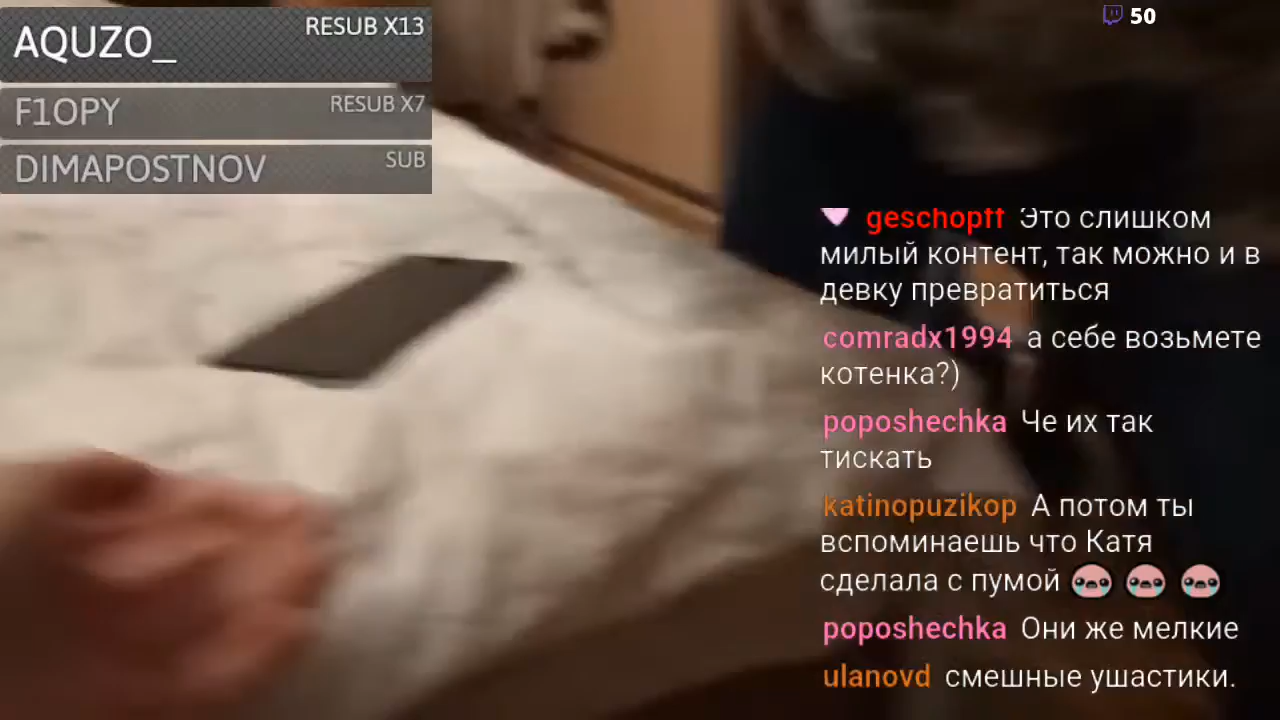 AQUZO_ RESUB X13
F1OPY RESUB X7
DIMAPOSTNOV SUB
50
geschoptt Это слишком
милый контент, так можно и в
девку превратиться
comradx1994 а себе возьмете
котенка?)
poposhechka Че их так
тискать
katinopuzikop А потом ты
вспоминаешь что Катя
сделала с пумой
poposhechka Они же мелкие
ulanovd смешные ушастики.